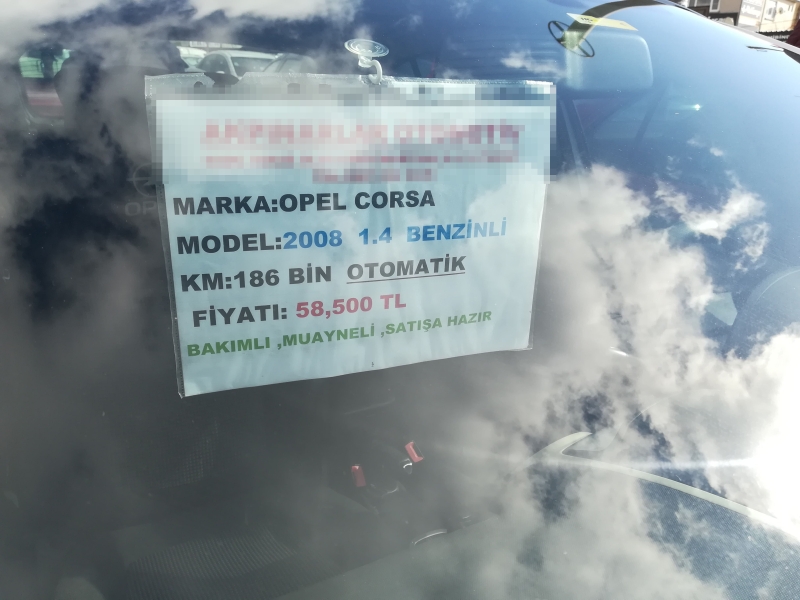 MARKA:OPEL CORSA
MODEL:2008 1.4 BENZİNLİ
KM:186 BİN OTOMATİK
FİYATI: 58,500 TL
BAKIMLI ,MUAYNELİ ,SATIŞA HAZIR